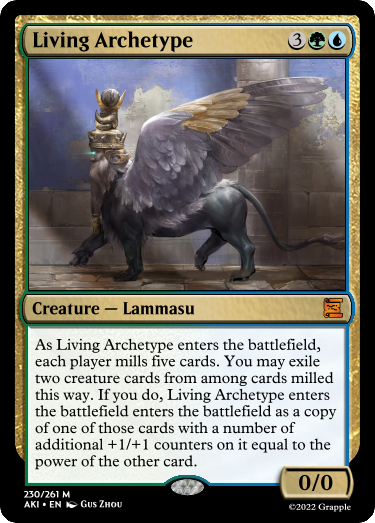 Living Archetype 3
Creature — Lammasu
As Living Archetype enters the battlefield,
each player mills five cards. You may exile
two creature cards from among cards milled
this way. If you do, Living Archetype enters
the battlefield enters the battlefield as a copy
of one of those cards with a number of
additional +1/+1 counters on it equal to the
power of the other card.
0/0
230/261 M
AKI • EN Gus Zhou
©2022 Grapple